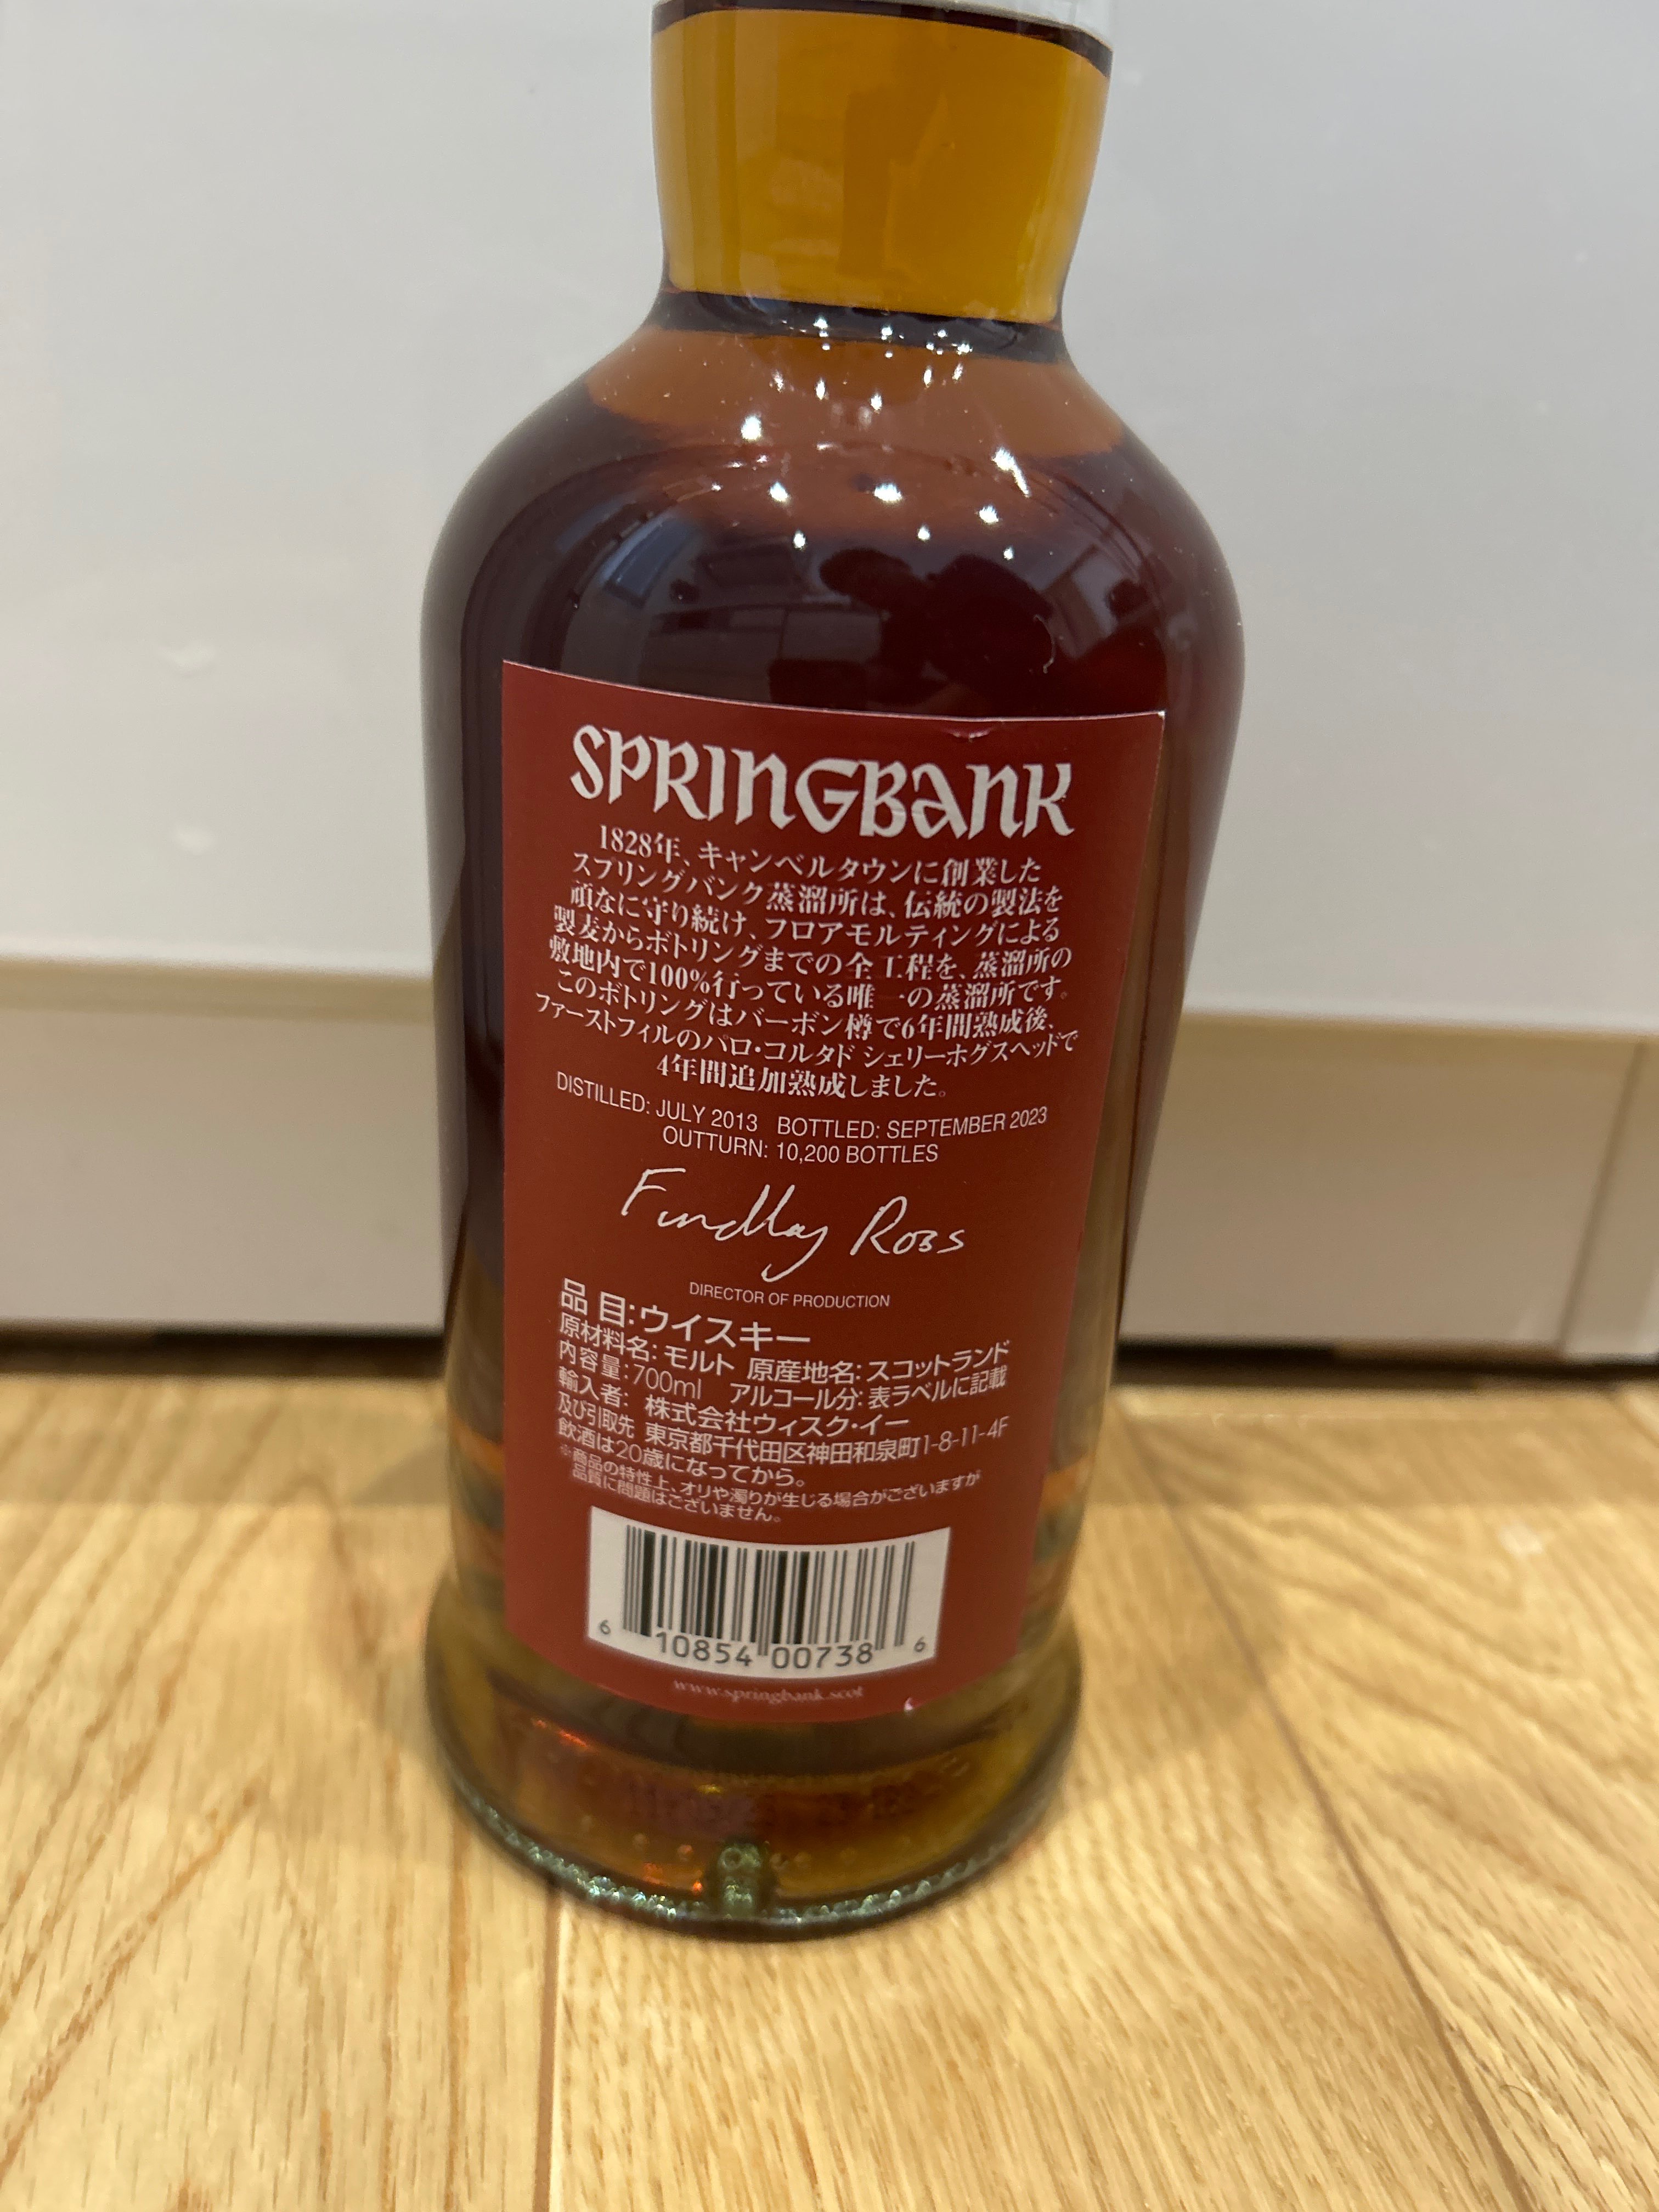 SPRINGBANK
1828年、キャンベルタウンに創業した
スプリングバンク蒸溜所は、伝統の製法を
頑なに守り続け、フロアモルティングによる
製麦からボトリングまでの全工程を、蒸溜所の
敷地内で100%行っている唯一の蒸溜所です。
このボトリングはバーボン樽で6年間熟成後、
ファーストフィルのパロ・コルタド シェリーホグスヘッドで
4年間追加熟成しました。
DISTILLED: JULY 2013 BOTTLED: SEPTEMBER 2023
OUTTURN: 10,200 BOTTLES
Findlay Ross
DIRECTOR OF PRODUCTION
品 目:ウイスキー
原材料名: モルト 原産地名: スコットランド
内容量:700ml アルコール分: 表ラベルに記載
輸入者: 株式会社ウィスク・イー
及び引取先 東京都千代田区神田和泉町1-8-11-4F
飲酒は20歳になってから。
※商品の特性上、オリや濁りが生じる場合がございますが
品質に問題はございません。
6 10854 00738 6
www.springbank.scot